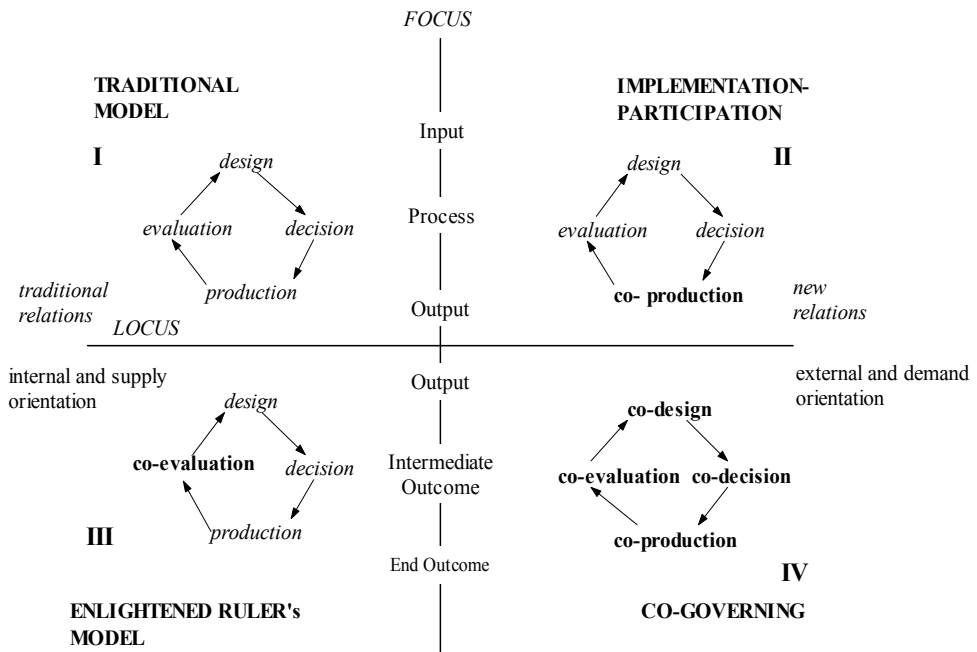 FOCUS
TRADITIONAL
MODEL
I
design
evaluation
decision
production
traditional
relations
LOCUS
Input
Process
Output
IMPLEMENTATION-
PARTICIPATION
II
design
evaluation
decision
co- production
new
relations
internal and supply
orientation
design
co-evaluation
decision
production
III
ENLIGHTENED RULER's
MODEL
Output
Intermediate
Outcome
End Outcome
external and demand
orientation
co-design
co-evaluation
co-decision
co-production
IV
CO-GOVERNING